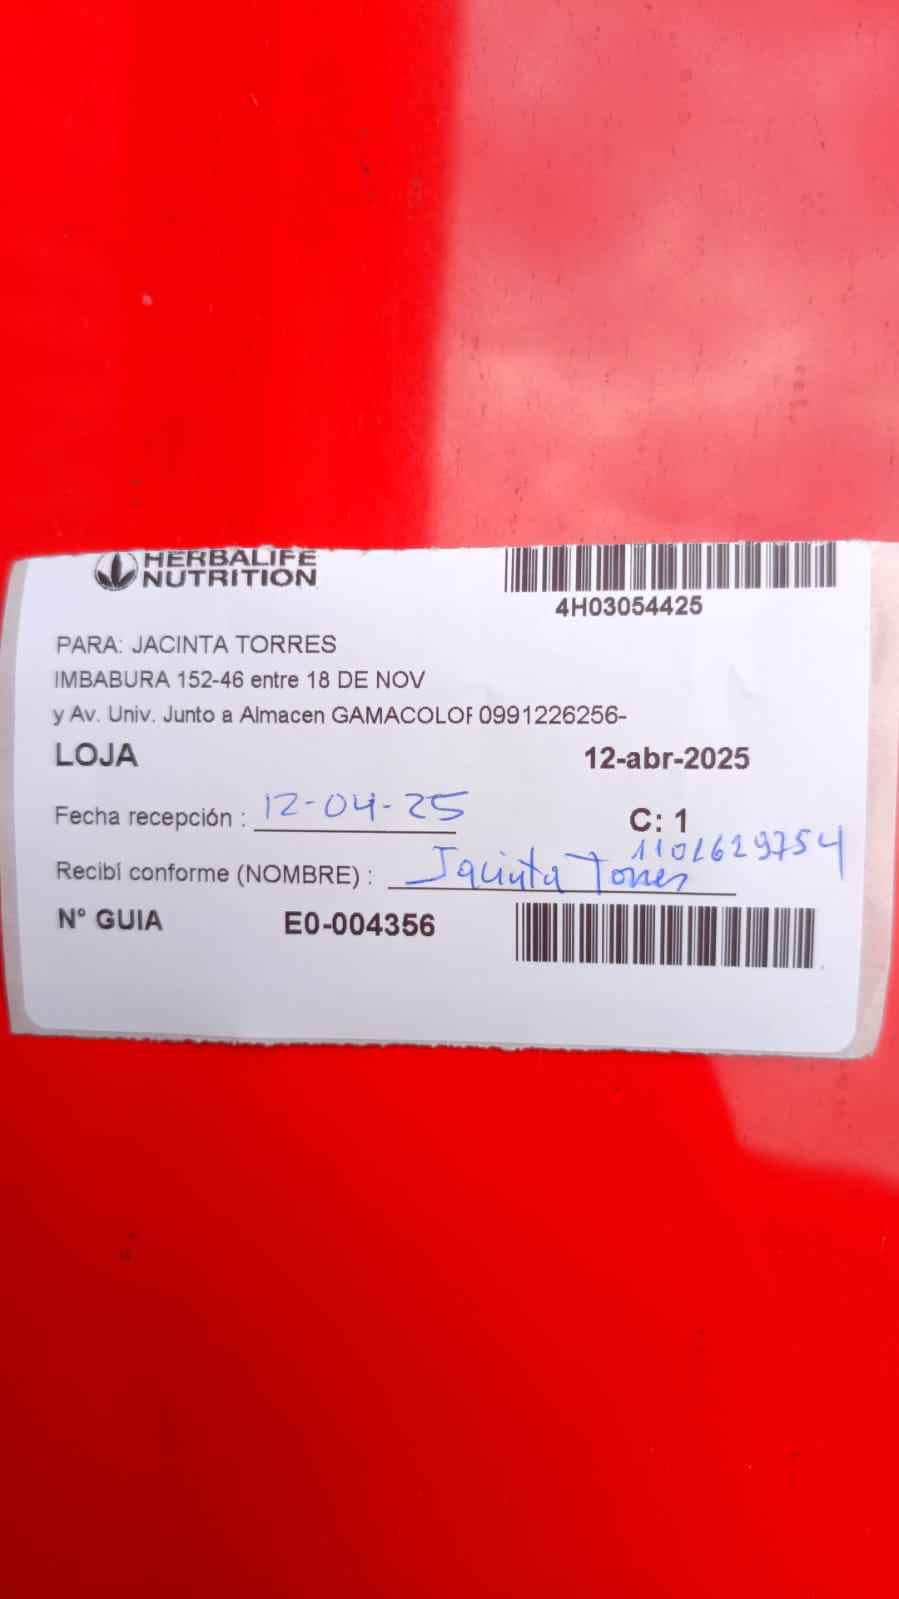 HERBALIFE
NUTRITION
4H03054425
PARA: JACINTA TORRES
IMBABURA 152-46 entre 18 DE NOV
y Av. Univ. Junto a Almacen GAMACOLOR 0991226256-
LOJA
12-abr-2025
Fecha recepción : 12-04-25
C: 1
1101629754
Recibí conforme (NOMBRE) : Jacinta Torres
N° GUIA E0-004356